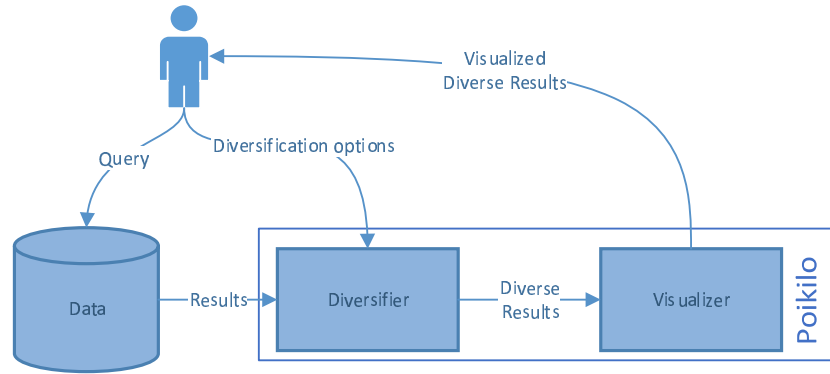 Visualized
Diverse Results
Query
Diversification options
Data
Results
Diversifier
Diverse
Results
Visualizer
Poikilo